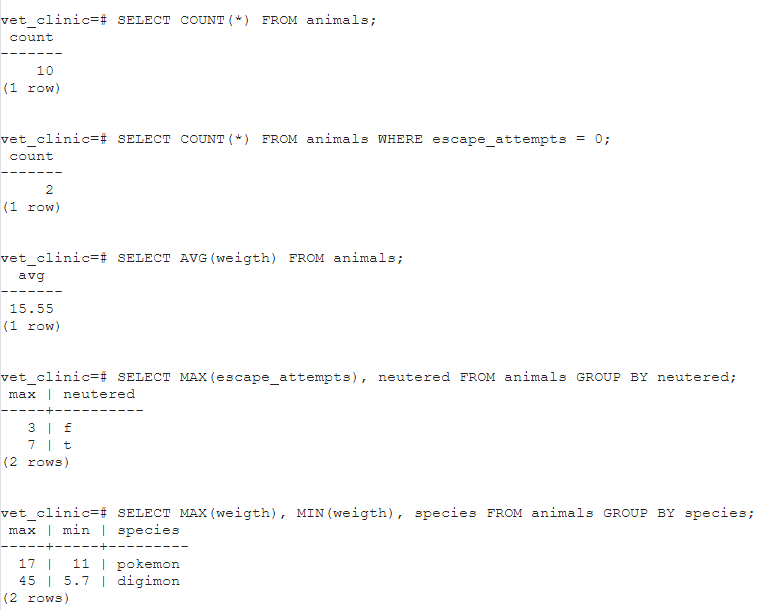 vet_clinic=# SELECT COUNT(*) FROM animals;
 count
-------
    10
(1 row)
vet_clinic=# SELECT COUNT(*) FROM animals WHERE escape_attempts = 0;
 count
-------
     2
(1 row)
vet_clinic=# SELECT AVG(weigth) FROM animals;
  avg
-------
 15.55
(1 row)
vet_clinic=# SELECT MAX(escape_attempts), neutered FROM animals GROUP BY neutered;
 max | neutered
-----+----------
   3 | f
   7 | t
(2 rows)
vet_clinic=# SELECT MAX(weigth), MIN(weigth), species FROM animals GROUP BY species;
 max | min | species
-----+-----+---------
  17 |  11 | pokemon
  45 | 5.7 | digimon
(2 rows)